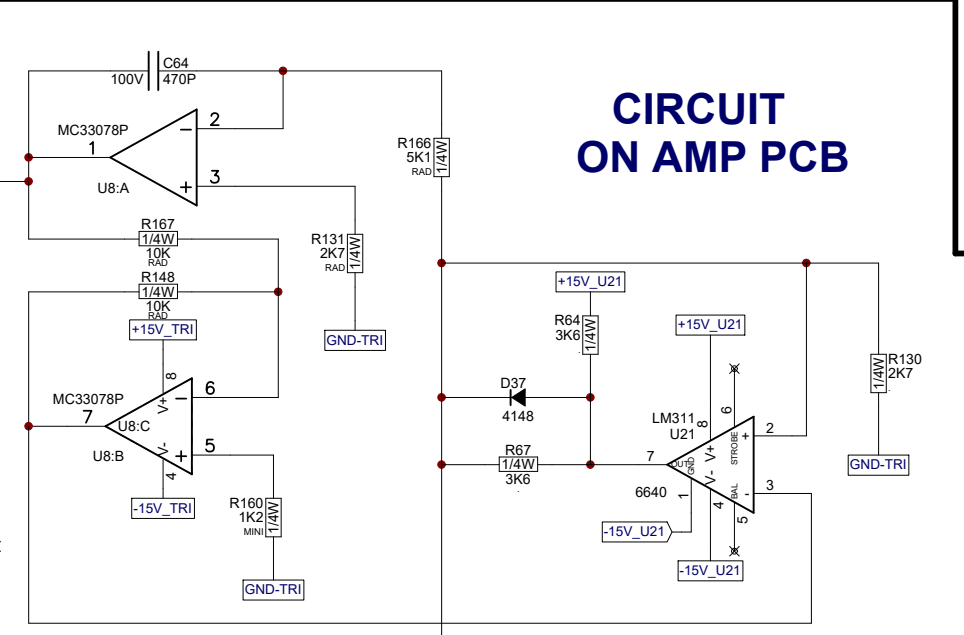 C64
100V
470P
CIRCUIT
ON AMP PCB
MC33078P
1
2
3
U8:A
R166
5K1
RAD
1/4W
R167
1/4W
10K
RAD
R131
2K7
RAD
1/4W
GND-TRI
R148
1/4W
10K
RAD
+15V_TRI
MC33078P
8
V+
7
U8:C
U8:B
6
5
V-
4
-15V_TRI
R160
1K2
MINI
1/4W
GND-TRI
+15V_U21
R64
3K6
1/4W
D37
4148
R67
1/4W
3K6
+15V_U21
LM311
U21
8
V+
6
STROBE
7
OUT
GND
2
3
6640
1
V-
4
BAL
5
-15V_U21
-15V_U21
R130
2K7
1/4W
GND-TRI